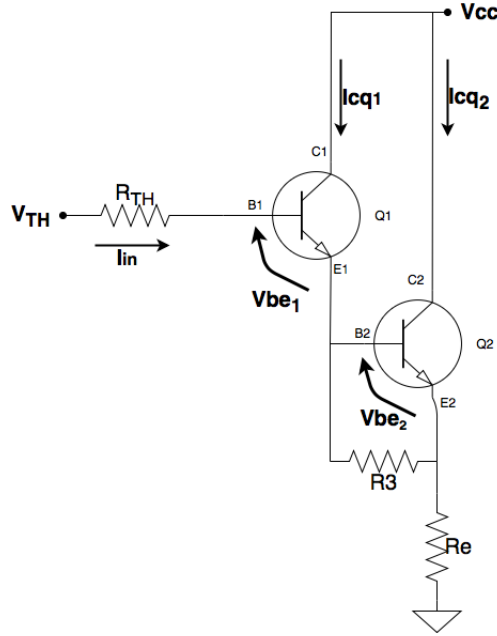 Vcc
Icq1
Icq2
C1
RTH
B1
Q1
VTH
Iin
E1
Vbe1
C2
B2
Q2
Vbe2
E2
R3
Re